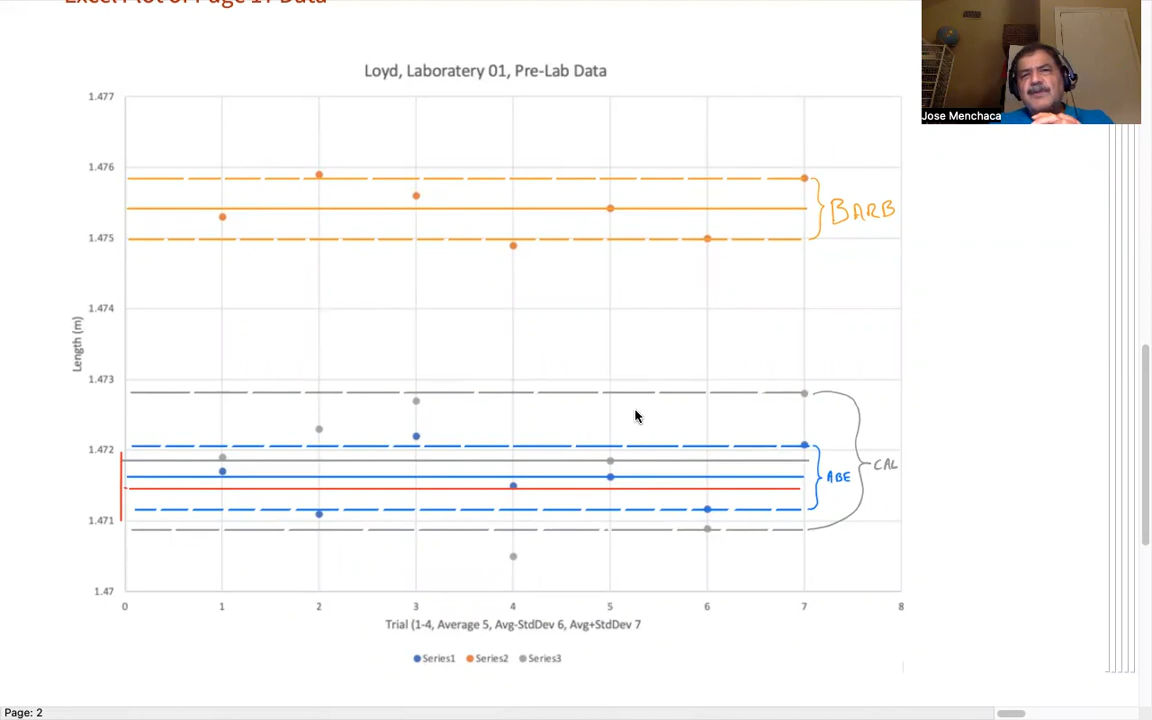 Excel Plot of Page 17 Data
Jose Menchaca
Loyd, Laboratery 01, Pre-Lab Data
1.477
1.476
1.475
1.474
1.473
1.472
1.471
1.47
Length (m)
BARB
CAL
ABE
0 1 2 3 4 5 6 7 8
Trial (1-4, Average 5, Avg-StdDev 6, Avg+StdDev 7
Series1 Series2 Series3
Page: 2